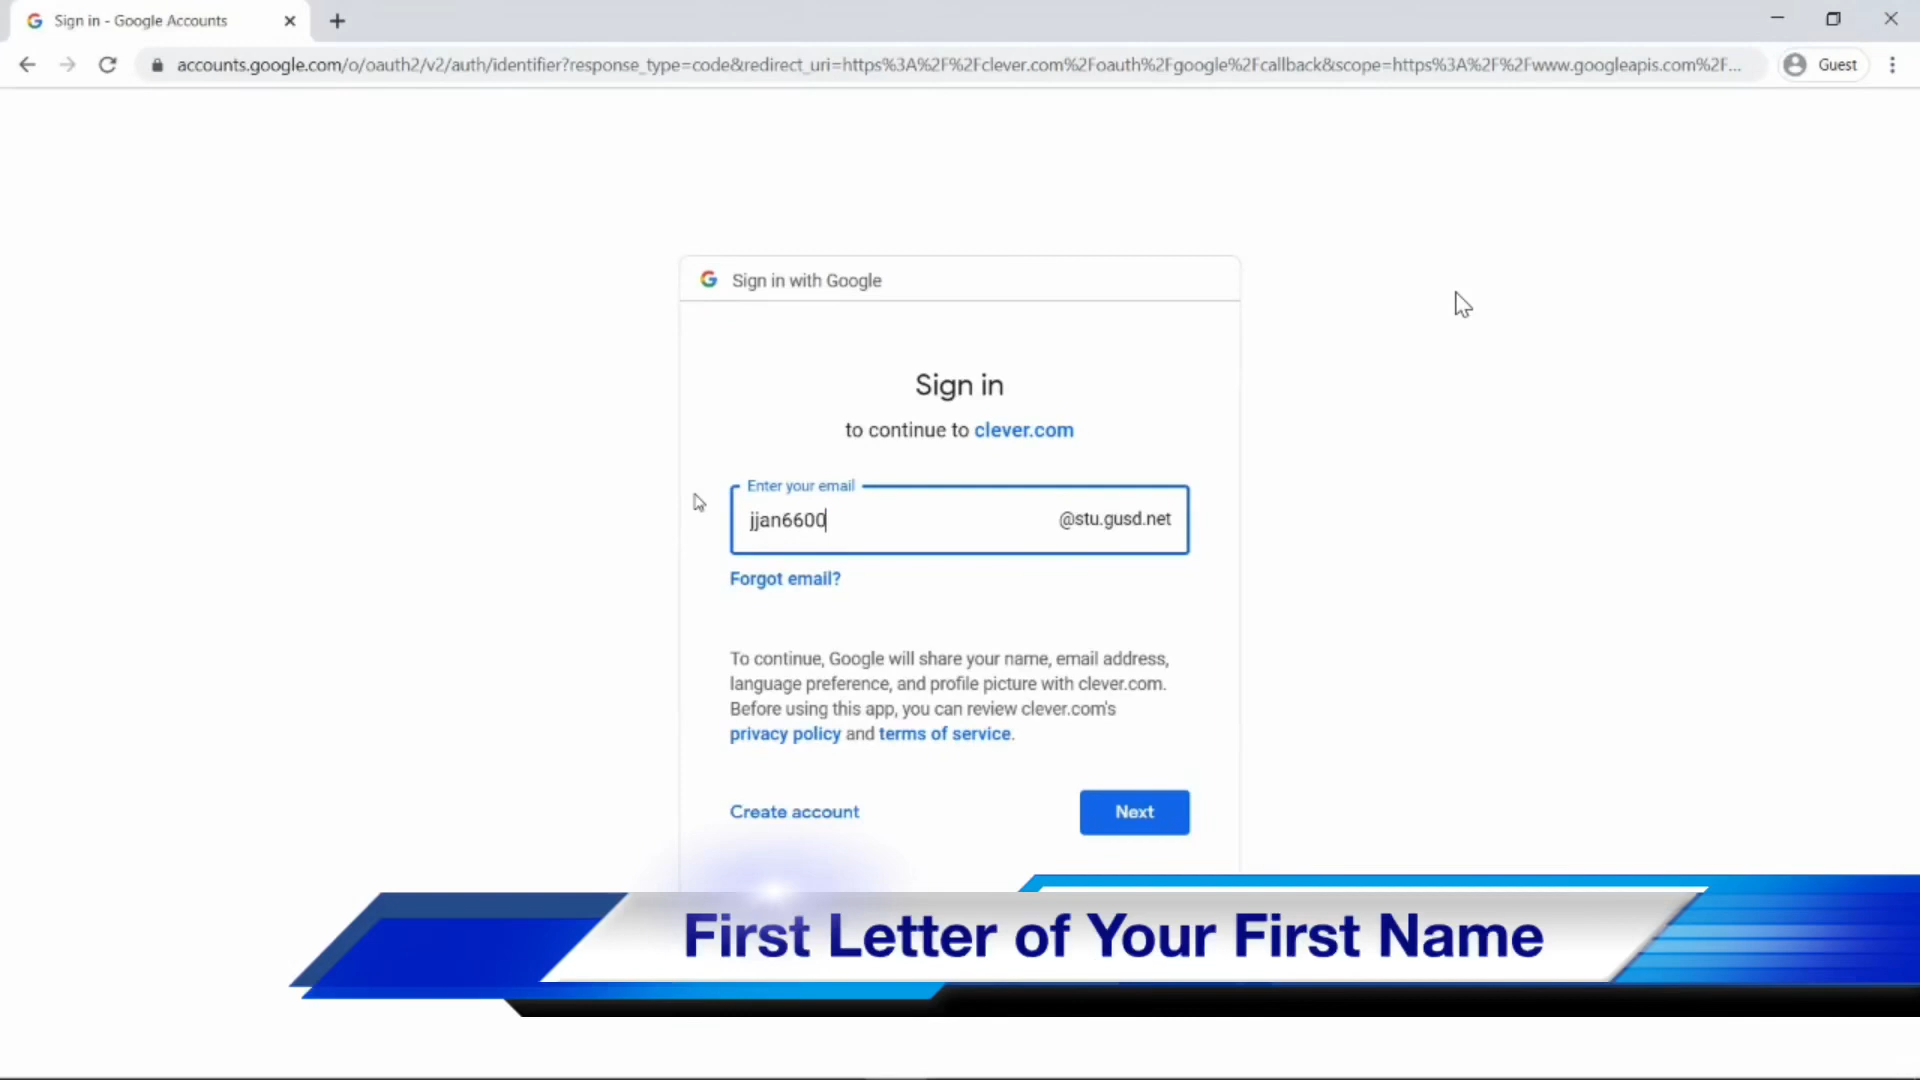 Sign in - Google Accounts
accounts.google.com/o/oauth2/v2/auth/identifier?response_type=code&redirect_uri=https%3A%2F%2Fclever.com%2Foauth%2Fgoogle%2Fcallback&scope=https%3A%2F%2Fwww.googleapis.com%2F...
Guest
Sign in with Google
Sign in
to continue to clever.com
Enter your email
jjan6600 @stu.gusd.net
Forgot email?
To continue, Google will share your name, email address,
language preference, and profile picture with clever.com.
Before using this app, you can review clever.com's
privacy policy and terms of service.
Create account
Next
First Letter of Your First Name